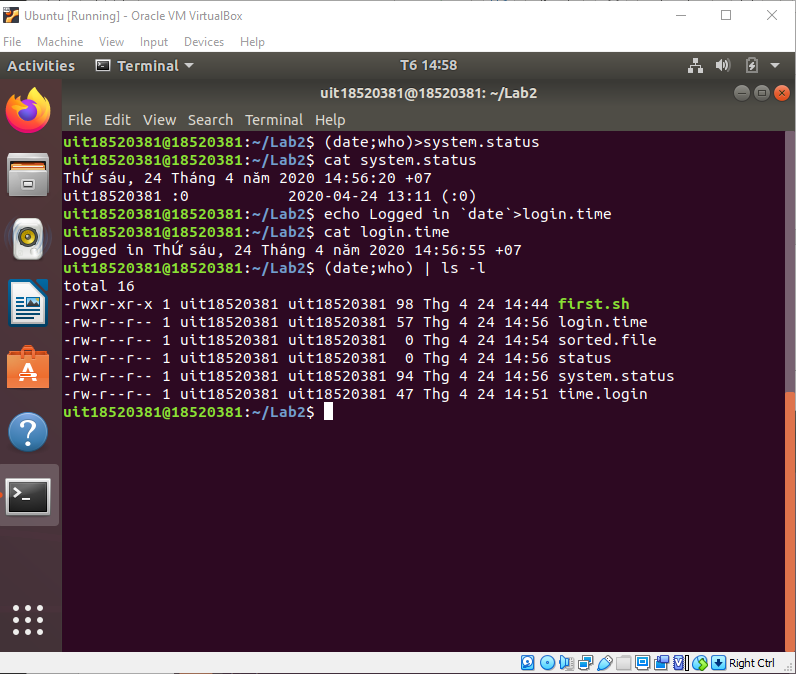 Ubuntu [Running] - Oracle VM VirtualBox
File Machine View Input Devices Help
Activities Terminal T6 14:58
uit18520381@18520381: ~/Lab2
File Edit View Search Terminal Help
uit18520381@18520381:~/Lab2$ (date;who)>system.status
uit18520381@18520381:~/Lab2$ cat system.status
Thứ sáu, 24 Tháng 4 năm 2020 14:56:20 +07
uit18520381 :0 2020-04-24 13:11 (:0)
uit18520381@18520381:~/Lab2$ echo Logged in `date`>login.time
uit18520381@18520381:~/Lab2$ cat login.time
Logged in Thứ sáu, 24 Tháng 4 năm 2020 14:56:55 +07
uit18520381@18520381:~/Lab2$ (date;who) | ls -l
total 16
-rwxr-xr-x 1 uit18520381 uit18520381 98 Thg 4 24 14:44 first.sh
-rw-r--r-- 1 uit18520381 uit18520381 57 Thg 4 24 14:56 login.time
-rw-r--r-- 1 uit18520381 uit18520381 0 Thg 4 24 14:54 sorted.file
-rw-r--r-- 1 uit18520381 uit18520381 0 Thg 4 24 14:56 status
-rw-r--r-- 1 uit18520381 uit18520381 94 Thg 4 24 14:56 system.status
-rw-r--r-- 1 uit18520381 uit18520381 47 Thg 4 24 14:51 time.login
uit18520381@18520381:~/Lab2$
Right Ctrl